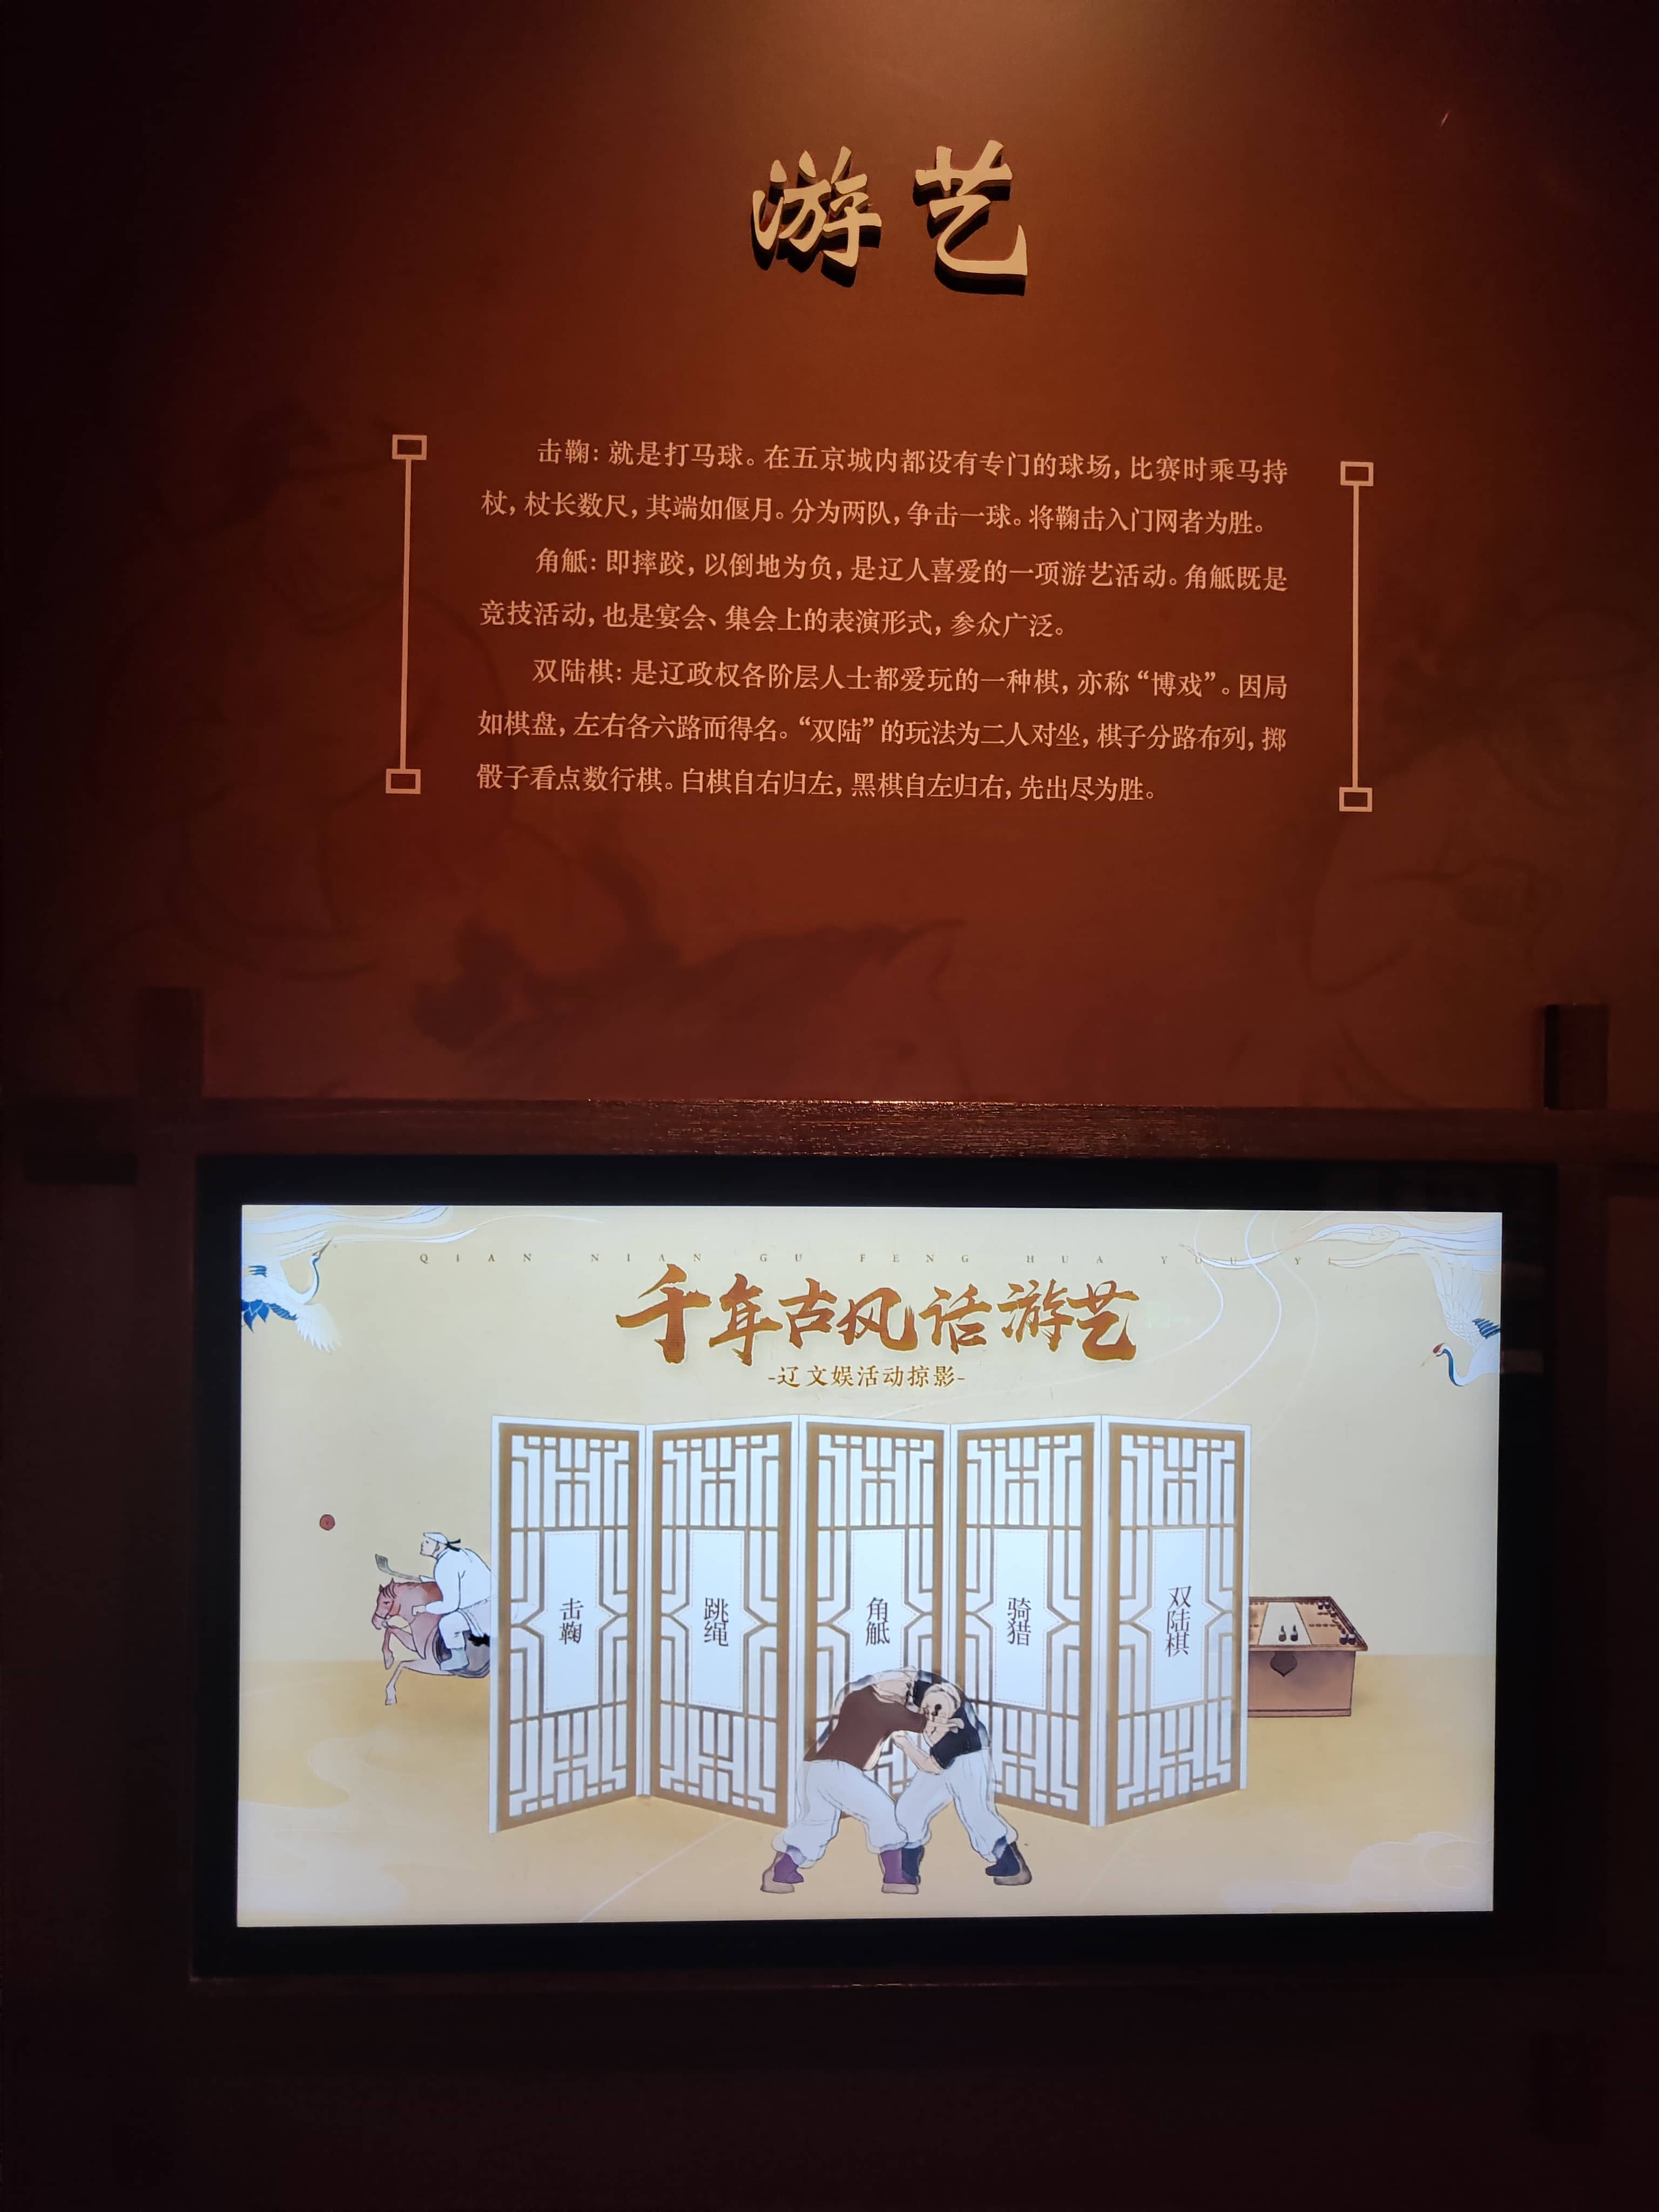 游艺
击鞠：就是打马球。在五京城内都设有专门的球场，比赛时乘马持
杖，杖长数尺，其端如偃月。分为两队，争击一球。将鞠击入门网者为胜。
角觝：即摔跤，以倒地为负，是辽人喜爱的一项游艺活动。角觝既是
竞技活动，也是宴会、集会上的表演形式，参众广泛。
双陆棋：是辽政权各阶层人士都爱玩的一种棋，亦称“博戏”。因局
如棋盘，左右各六路而得名。“双陆”的玩法为二人对坐，棋子分路布列，掷
骰子看点数行棋。白棋自右归左，黑棋自左归右，先出尽为胜。
QIAN NIAN GU FENG HUA YOU YI
千年古风话游艺
-辽文娱活动掠影-
击鞠
跳绳
角觝
骑猎
双陆棋